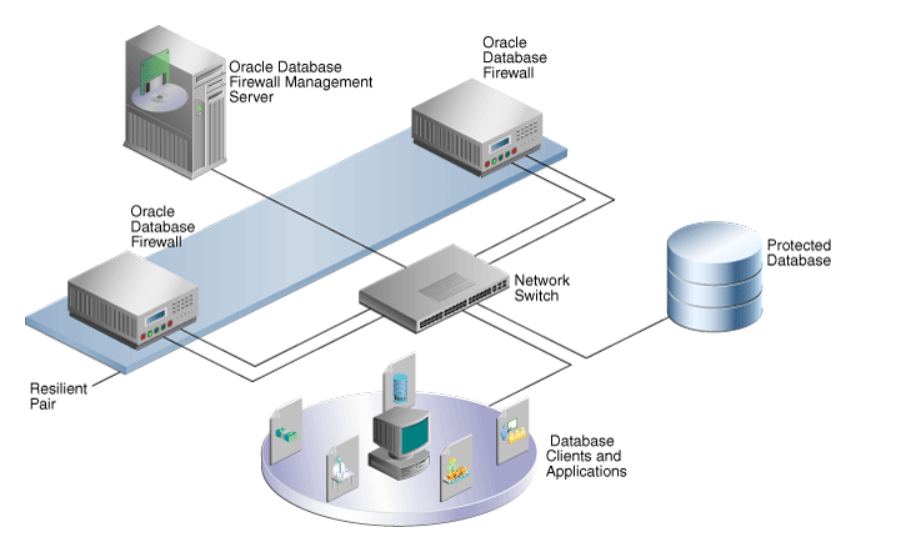 Oracle Database
Firewall Management
Server
Oracle
Database
Firewall
Oracle
Database
Firewall
Network
Switch
Protected
Database
Resilient
Pair
Database
Clients and
Applications